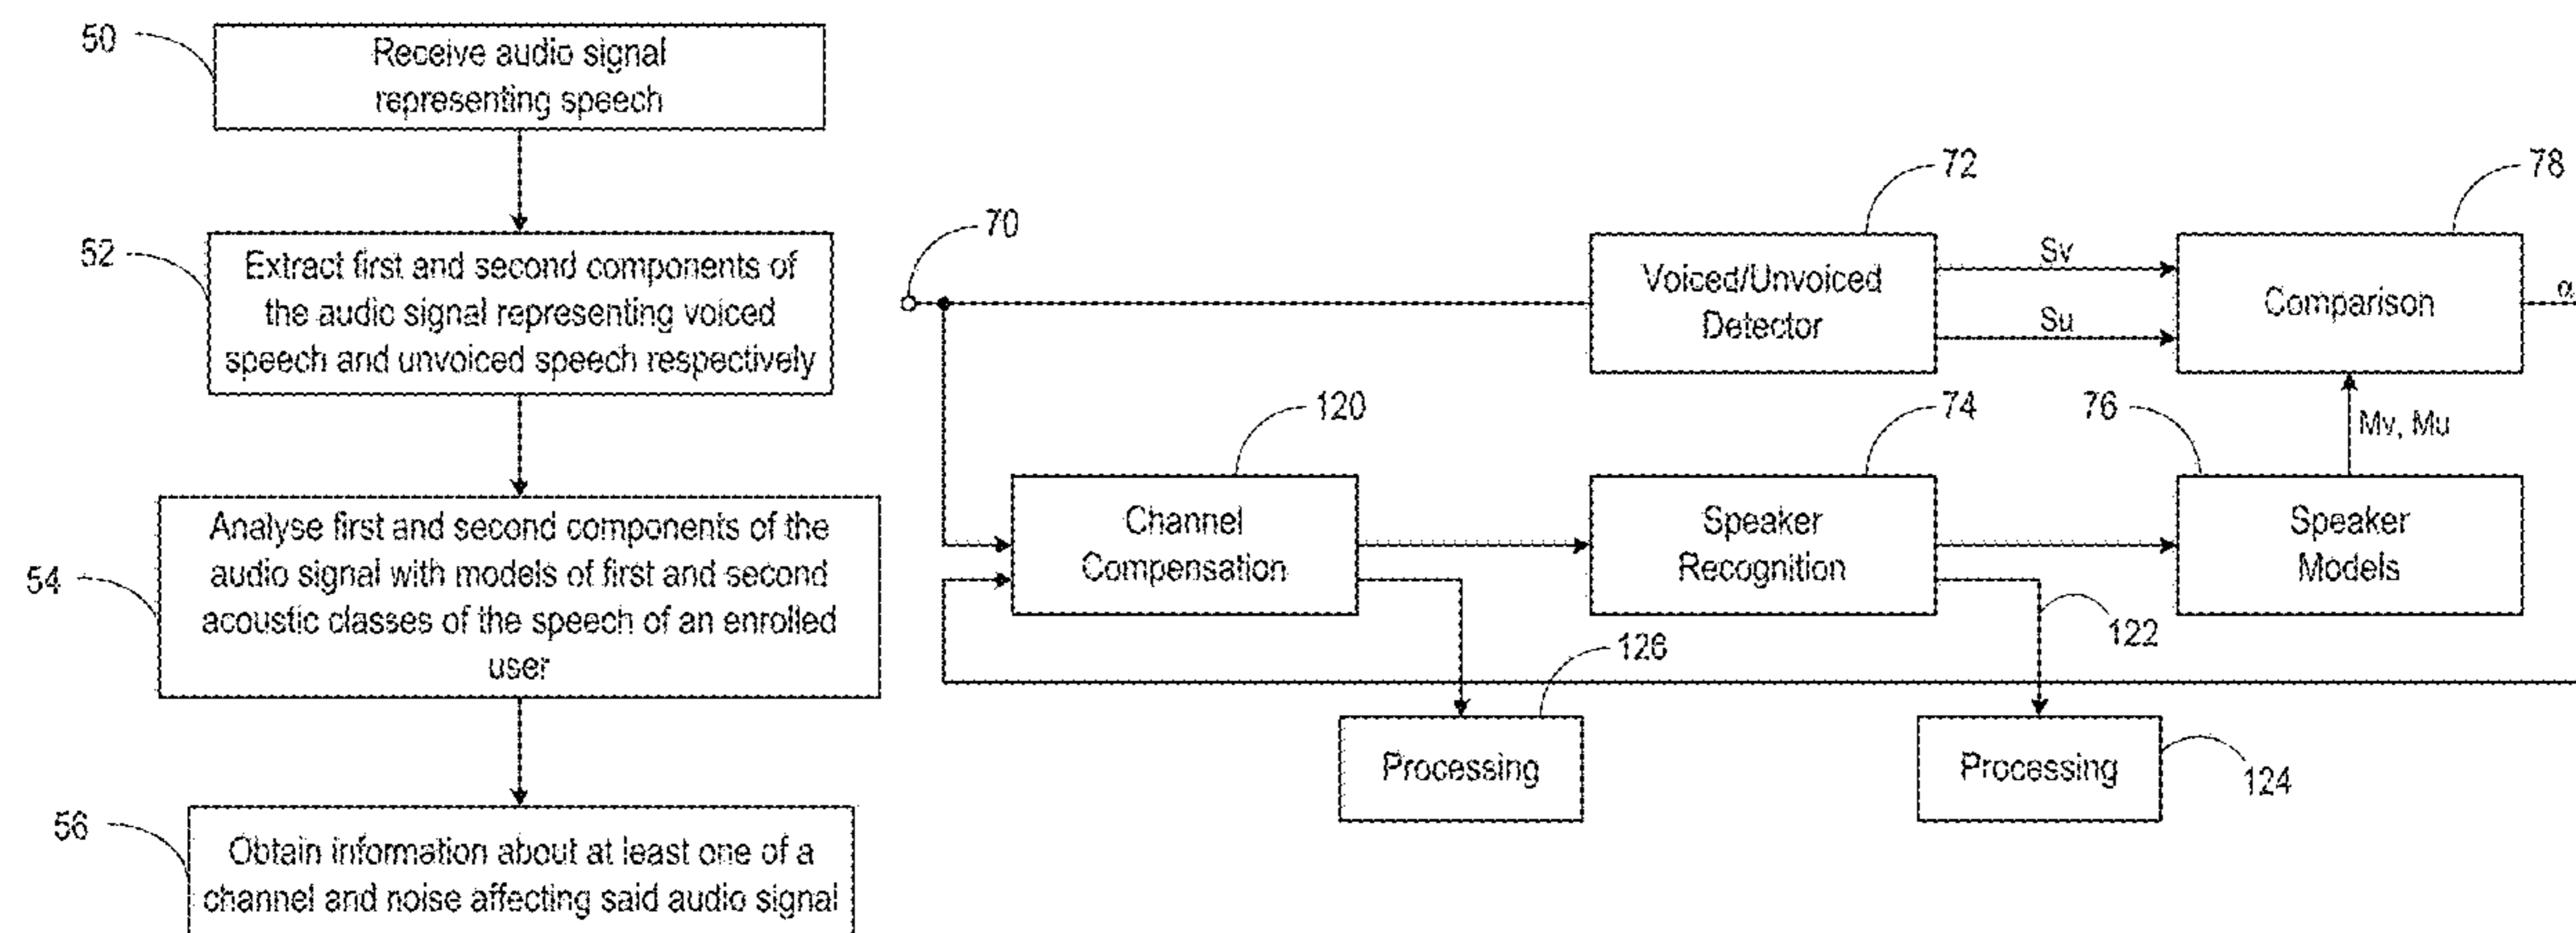 50
Receive audio signal
representing speech
52
Extract first and second components of
the audio signal representing voiced
speech and unvoiced speech respectively
54
Analyse first and second components of the
audio signal with models of first and second
acoustic classes of the speech of an enrolled
user
56
Obtain information about at least one of a
channel and noise affecting said audio signal
70
72
Voiced/Unvoiced
Detector
Sv
Su
78
Comparison
α
120
Channel
Compensation
74
Speaker
Recognition
76
Mv, Mu
Speaker
Models
122
126
Processing
Processing
124